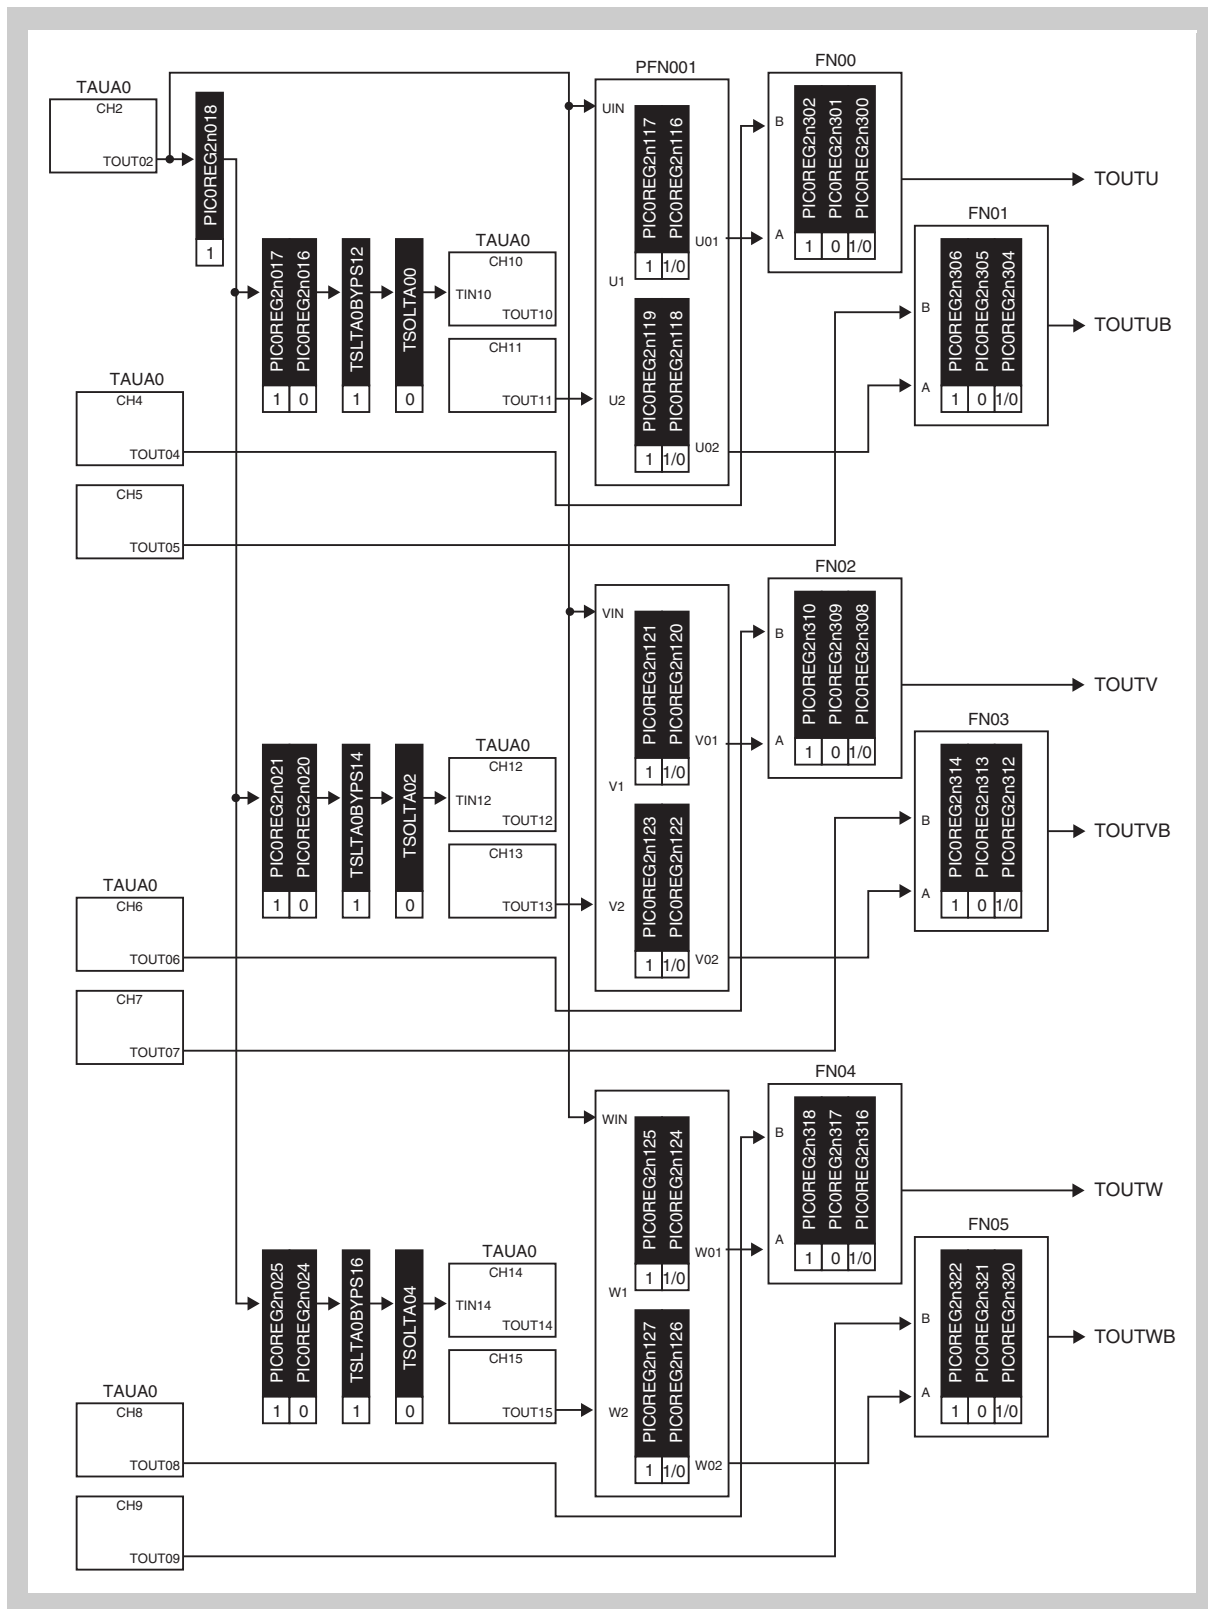 TAUA0
CH2
TOUT02
PIC0REG2n018
1
PFN001
UIN
PIC0REG2n117
PIC0REG2n116
1
1/0
U01
U1
PIC0REG2n119
PIC0REG2n118
1
1/0
U2
U02
FN00
B
A
PIC0REG2n302
PIC0REG2n301
PIC0REG2n300
1
0
1/0
TOUTU
FN01
B
A
PIC0REG2n306
PIC0REG2n305
PIC0REG2n304
1
0
1/0
TOUTUB
PIC0REG2n017
PIC0REG2n016
1
0
TSLTA0BYPS12
1
TSOLTA00
0
TAUA0
CH10
TIN10
TOUT10
CH11
TOUT11
TAUA0
CH4
TOUT04
CH5
TOUT05
VIN
PIC0REG2n121
PIC0REG2n120
1
1/0
V01
V1
PIC0REG2n123
PIC0REG2n122
1
1/0
V2
V02
FN02
B
A
PIC0REG2n310
PIC0REG2n309
PIC0REG2n308
1
0
1/0
TOUTV
FN03
B
A
PIC0REG2n314
PIC0REG2n313
PIC0REG2n312
1
0
1/0
TOUTVB
PIC0REG2n021
PIC0REG2n020
1
0
TSLTA0BYPS14
1
TSOLTA02
0
TAUA0
CH12
TIN12
TOUT12
CH13
TOUT13
TAUA0
CH6
TOUT06
CH7
TOUT07
WIN
PIC0REG2n125
PIC0REG2n124
1
1/0
W01
W1
PIC0REG2n127
PIC0REG2n126
1
1/0
W2
W02
FN04
B
A
PIC0REG2n318
PIC0REG2n317
PIC0REG2n316
1
0
1/0
TOUTW
FN05
B
A
PIC0REG2n322
PIC0REG2n321
PIC0REG2n320
1
0
1/0
TOUTWB
PIC0REG2n025
PIC0REG2n024
1
0
TSLTA0BYPS16
1
TSOLTA04
0
TAUA0
CH14
TIN14
TOUT14
CH15
TOUT15
TAUA0
CH8
TOUT08
CH9
TOUT09